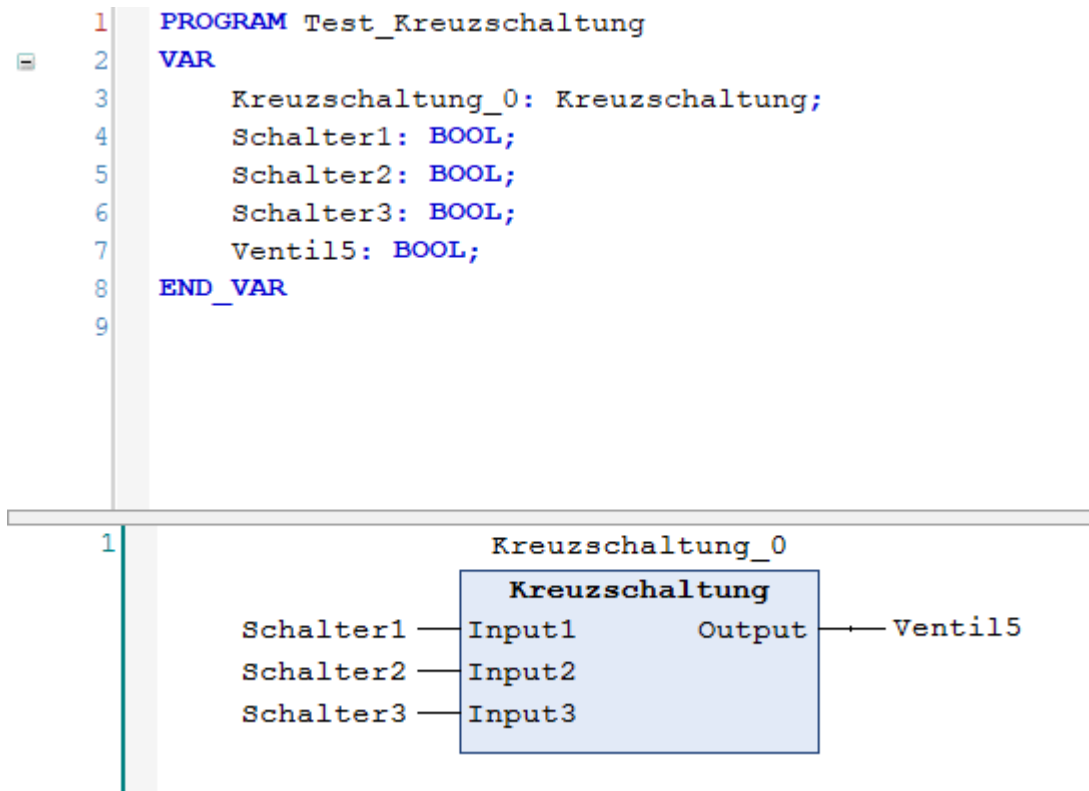 1 PROGRAM Test_Kreuzschaltung
2 VAR
3 Kreuzschaltung_0: Kreuzschaltung;
4 Schalter1: BOOL;
5 Schalter2: BOOL;
6 Schalter3: BOOL;
7 Ventil5: BOOL;
8 END_VAR
9
1 Kreuzschaltung_0
Kreuzschaltung
Schalter1 Input1 Output Ventil5
Schalter2 Input2
Schalter3 Input3